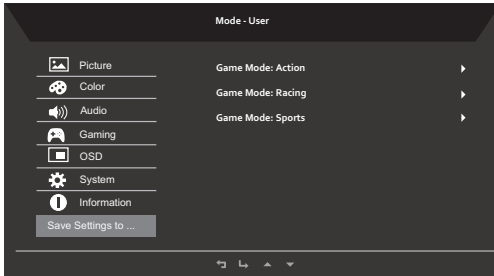 Mode - User
Picture
Color
Audio
Gaming
OSD
System
Information
Save Settings to ...
Game Mode: Action
Game Mode: Racing
Game Mode: Sports